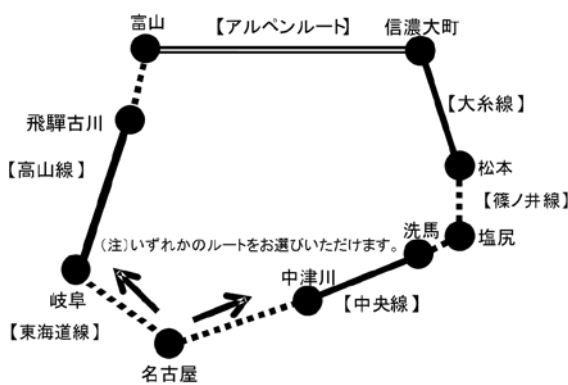 富山
【アルペンルート】
信濃大町
【大糸線】
飛驒古川
【高山線】
松本
【篠ノ井線】
洗馬
塩尻
(注)いずれかのルートをお選びいただけます。
中津川
【中央線】
岐阜
【東海道線】
名古屋